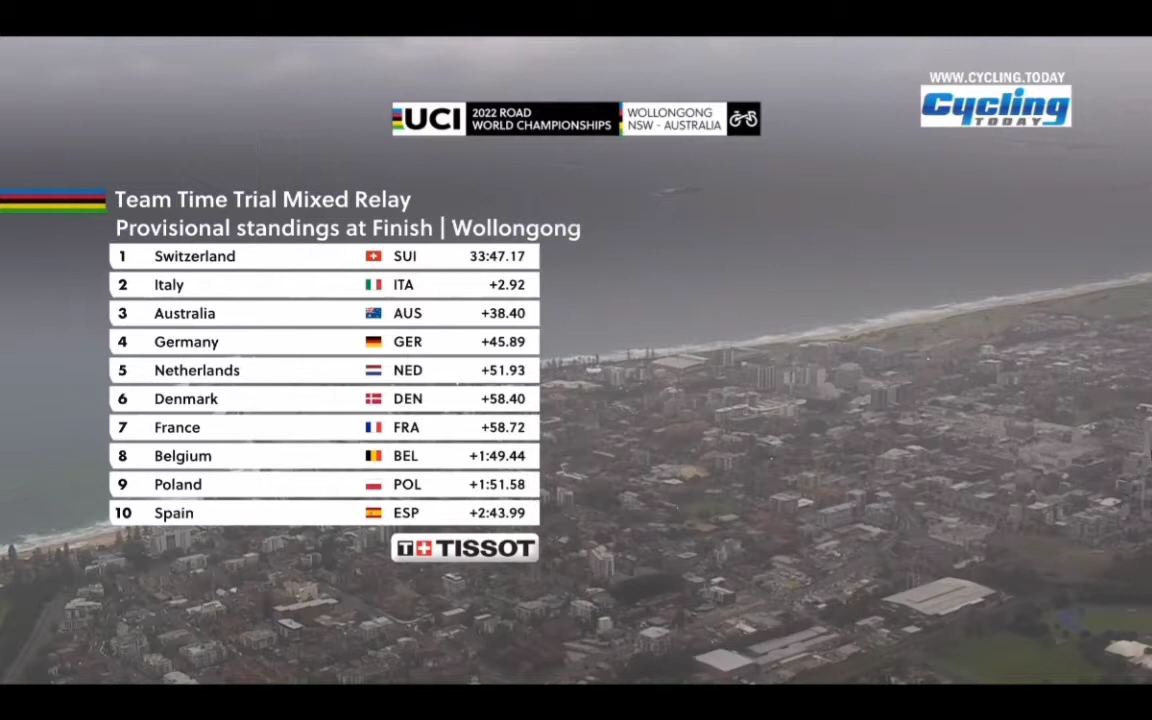 WWW.CYCLING.TODAY
Cycling
TODAY
UCI 2022 ROAD WORLD CHAMPIONSHIPS WOLLONGONG NSW - AUSTRALIA
Team Time Trial Mixed Relay
Provisional standings at Finish | Wollongong
1 Switzerland SUI 33:47.17
2 Italy ITA +2.92
3 Australia AUS +38.40
4 Germany GER +45.89
5 Netherlands NED +51.93
6 Denmark DEN +58.40
7 France FRA +58.72
8 Belgium BEL +1:49.44
9 Poland POL +1:51.58
10 Spain ESP +2:43.99
T+ TISSOT